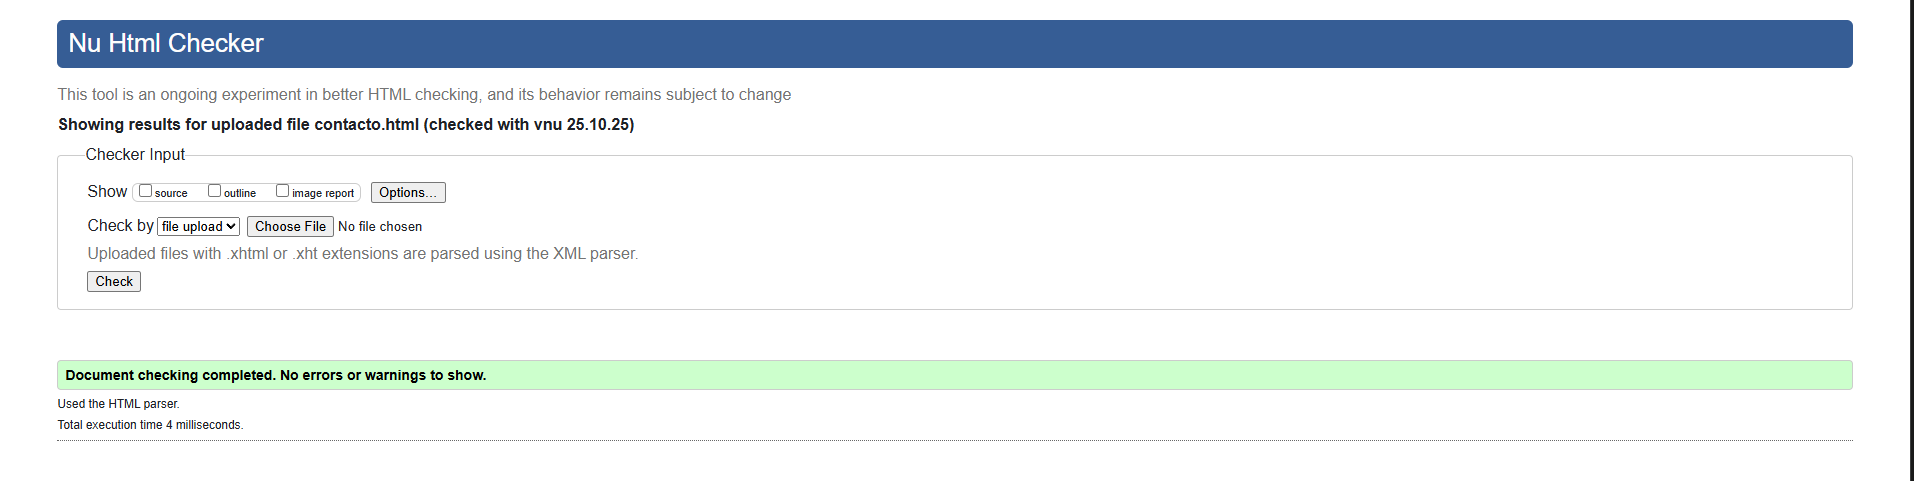 Nu Html Checker
This tool is an ongoing experiment in better HTML checking, and its behavior remains subject to change
Showing results for uploaded file contacto.html (checked with vnu 25.10.25)
Checker Input
Show source outline image report Options...
Check by file upload Choose File No file chosen
Uploaded files with .xhtml or .xht extensions are parsed using the XML parser.
Check
Document checking completed. No errors or warnings to show.
Used the HTML parser.
Total execution time 4 milliseconds.